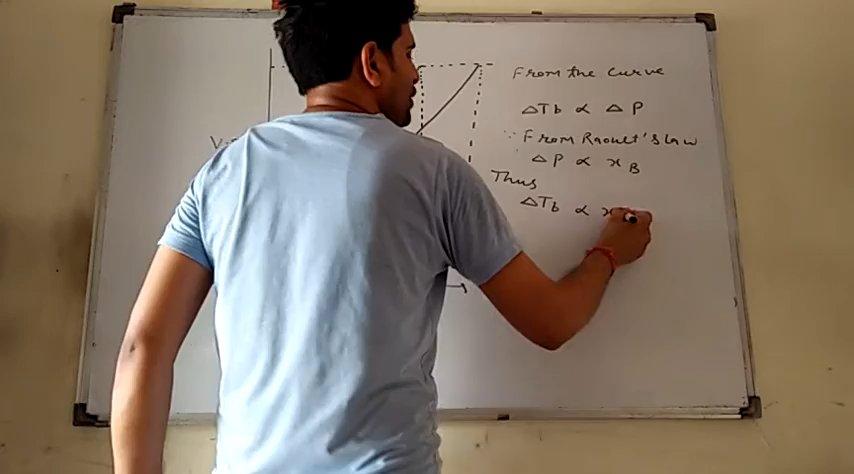 From the Curve
ΔTb ∝ ΔP
∵ From Raoult's Law
ΔP ∝ xB
Thus
ΔTb ∝ x